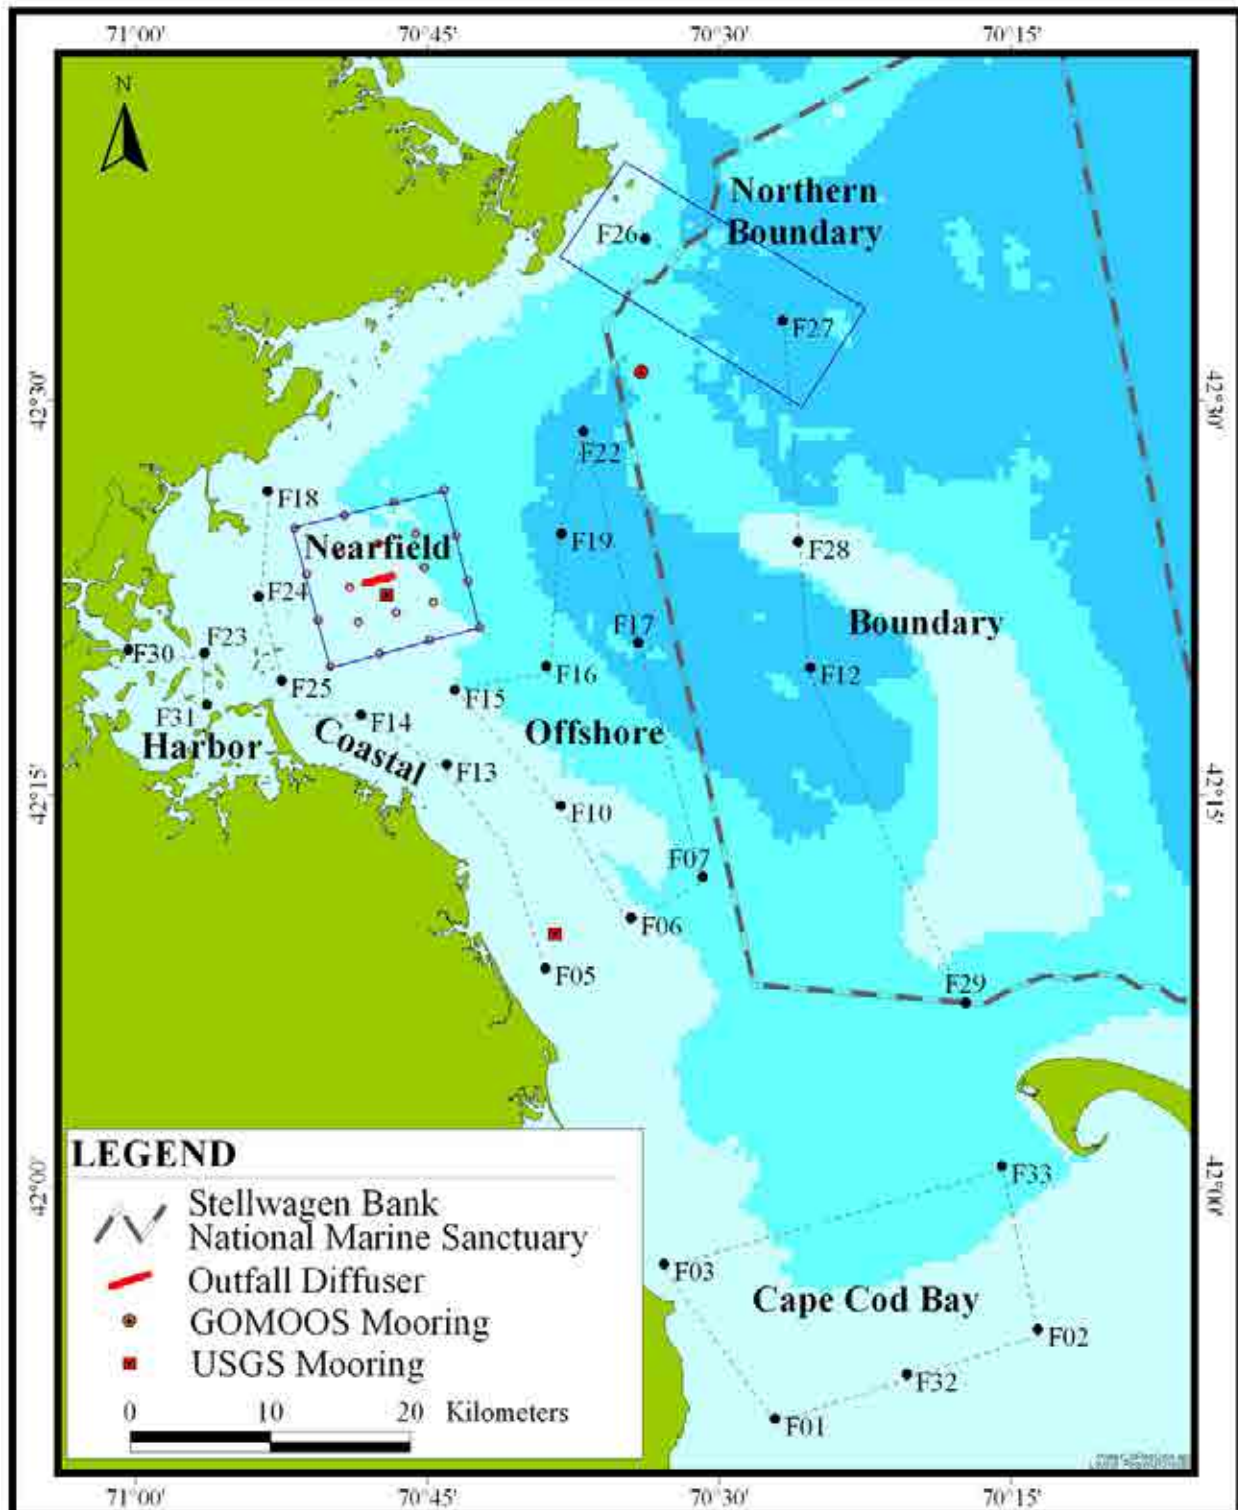 71°00'
70°45'
70°30'
70°15'
N
Northern
Boundary
F26
F27
42°30'
42°30'
F22
F18
F19
Nearfield
F28
F24
Boundary
F23
F17
F30
F16
F12
F25
F15
F31
F14
Offshore
Harbor
Coastal
F13
42°15'
42°15'
F10
F07
F06
F05
F29
LEGEND
Stellwagen Bank
National Marine Sanctuary
Outfall Diffuser
GOMOOS Mooring
USGS Mooring
0 10 20 Kilometers
F33
42°00'
42°00'
F03
Cape Cod Bay
F02
F32
F01
71°00'
70°45'
70°30'
70°15'